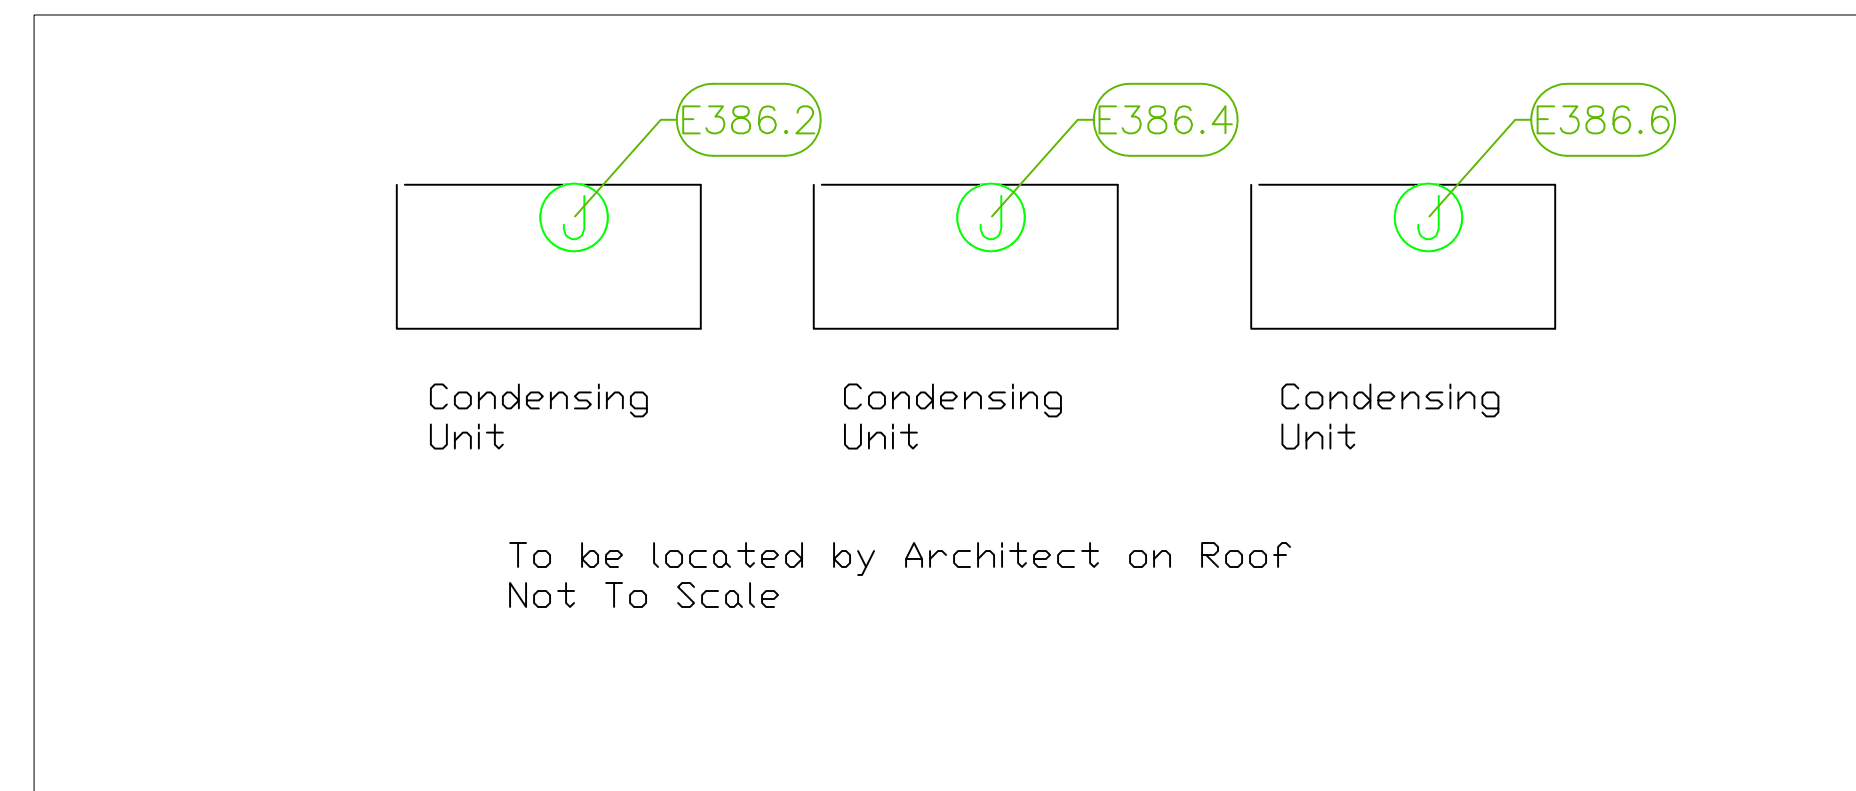 E386.2 E386.4 E386.6
J J J
Condensing Condensing Condensing
Unit Unit Unit
To be located by Architect on Roof
Not To Scale